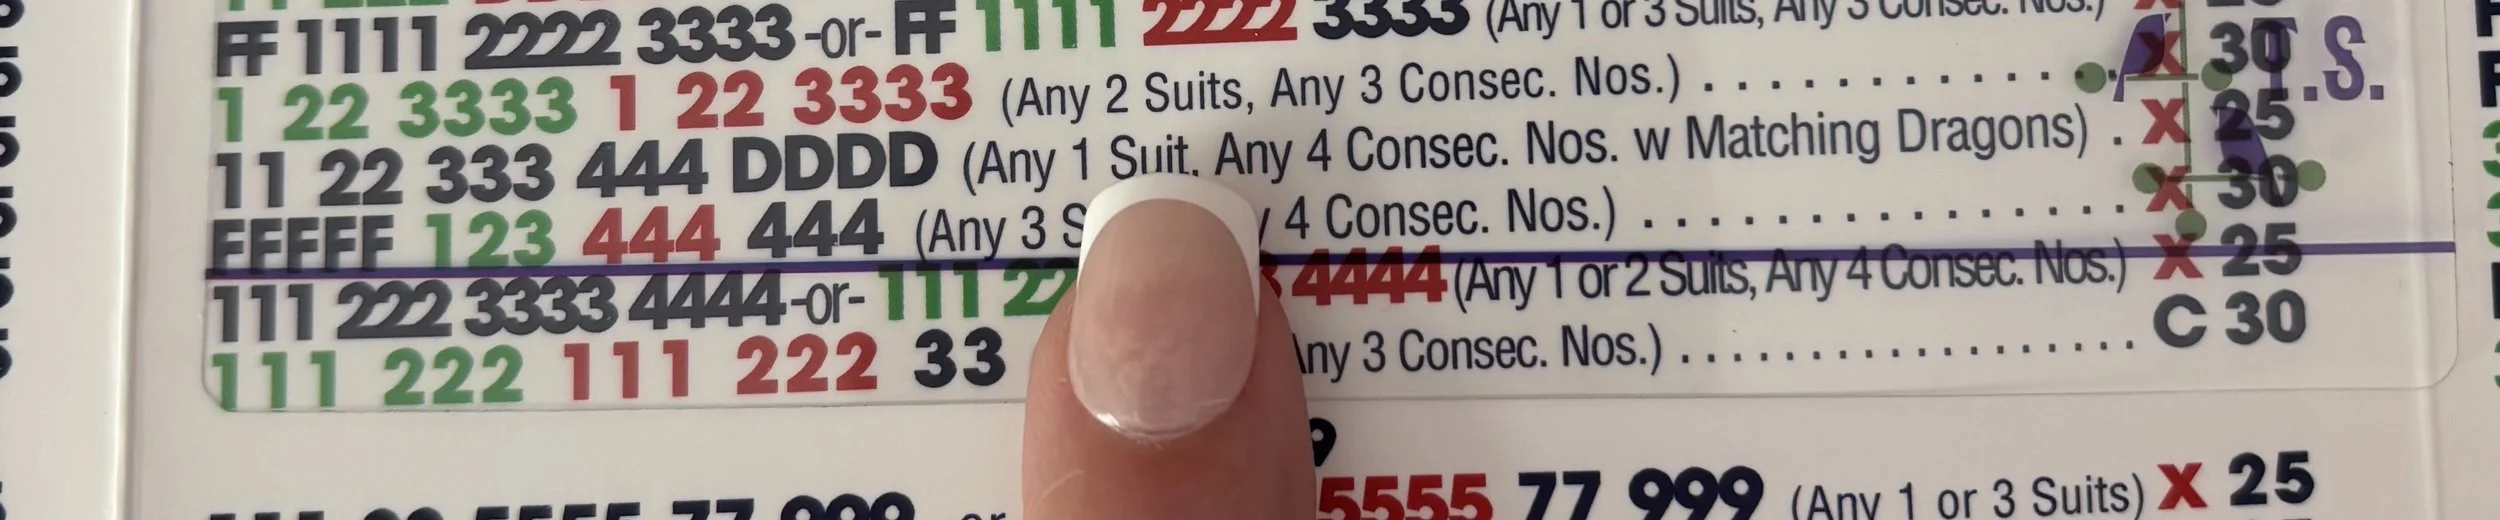 FF 1111 2222 3333 -or- FF 1111 2222 3333 (Any 1 or 3 Suits, Any 3 Consec. Nos.) X 30
1 22 3333 1 22 3333 (Any 2 Suits, Any 3 Consec. Nos.) X 25
11 22 333 444 DDDD (Any 1 Suit, Any 4 Consec. Nos. w Matching Dragons) X 30
FFFFF 123 444 444 (Any 3 4 Consec. Nos.) X 25
111 222 3333 4444 -or- 111 22 4444 (Any 1 or 2 Suits, Any 4 Consec. Nos.)
111 222 111 222 33 Any 3 Consec. Nos.) C 30
T.S.
9
5555 77 999 (Any 1 or 3 Suits) X 25